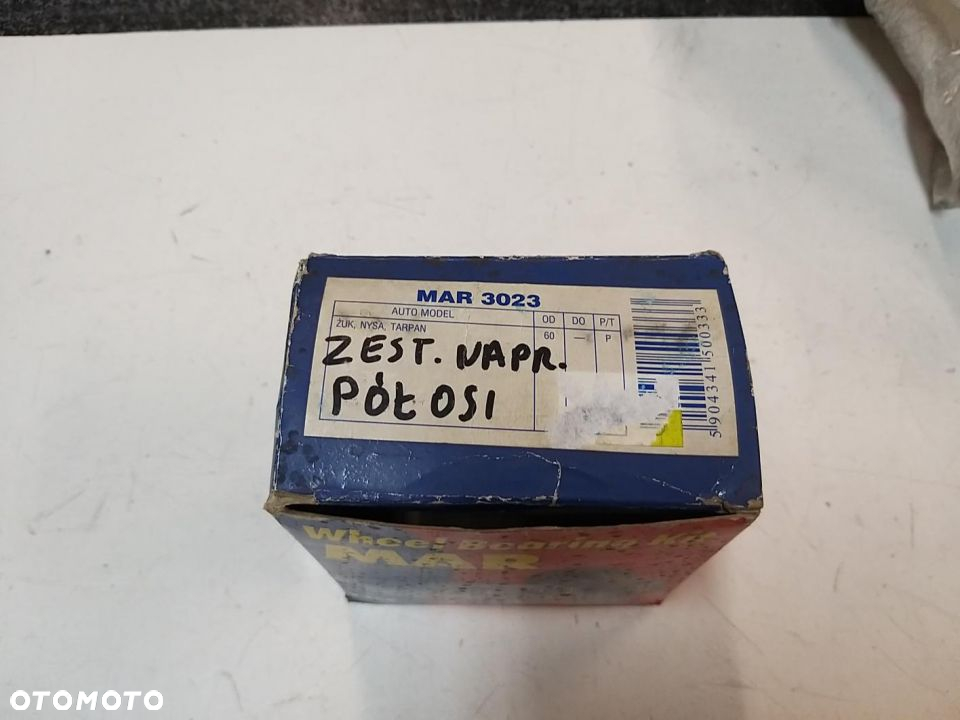 MAR 3023
AUTO MODEL OD DO P/T
ŻUK, NYSA, TARPAN 60 — P
ZEST. NAPR.
PÓŁOSI
5904341500333
Wheel Bearing Kit
MAR
OTOMOTO